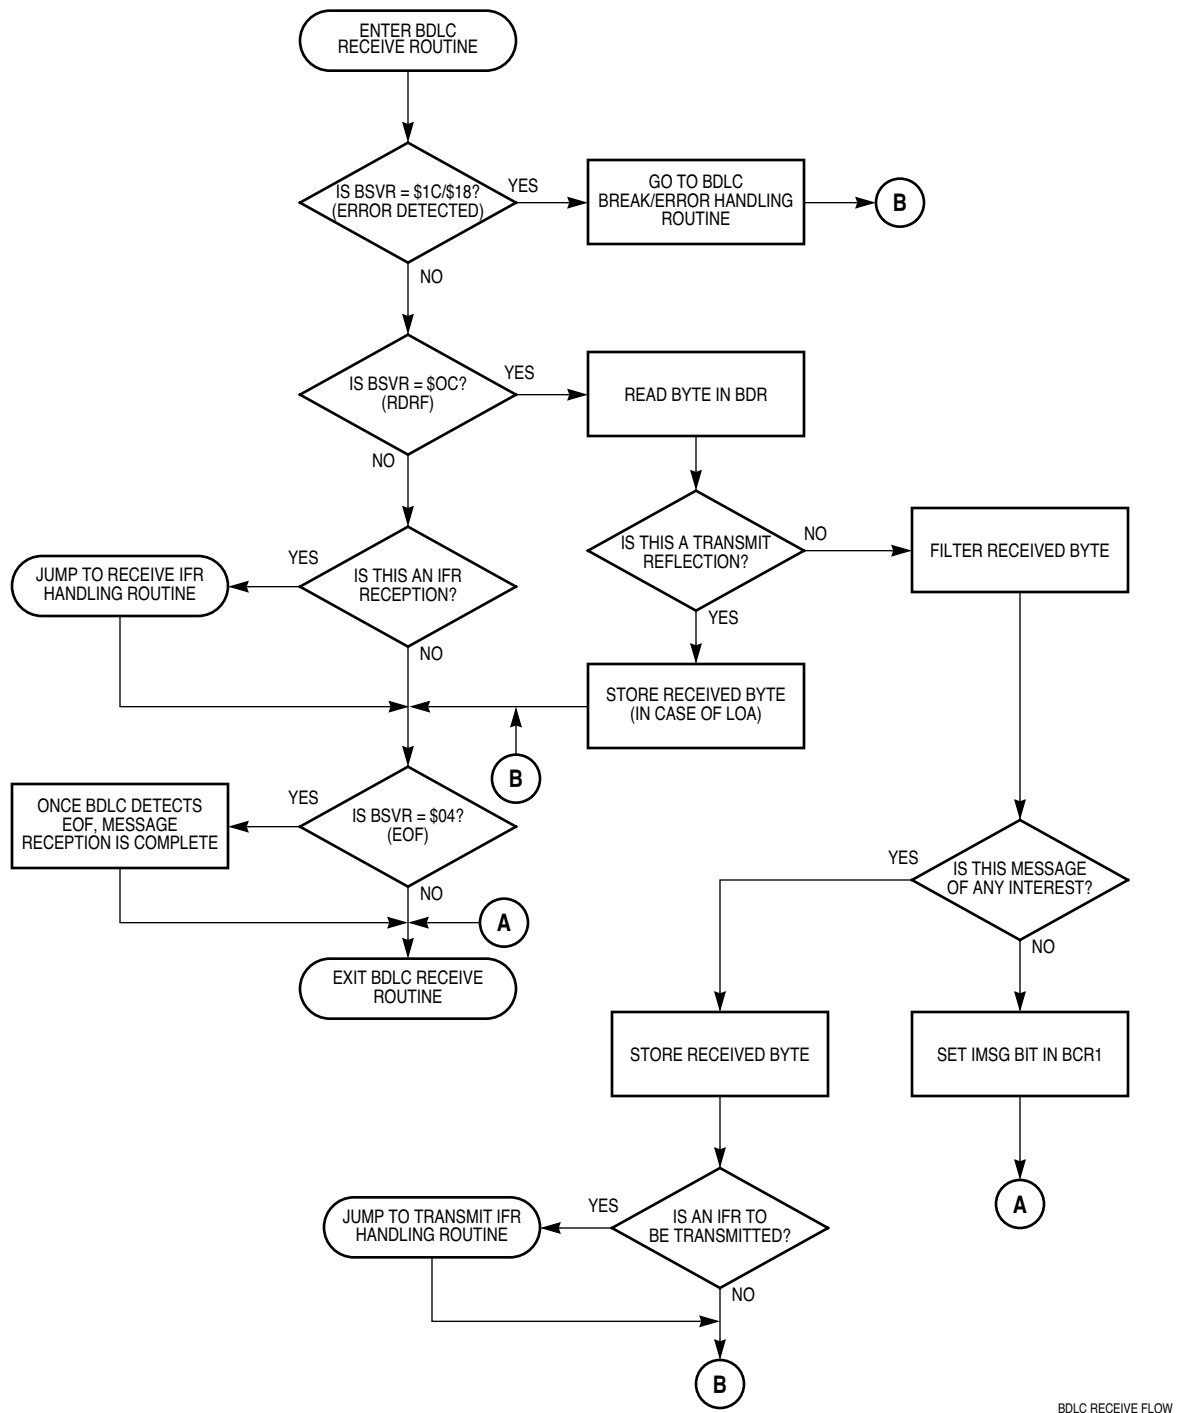 ENTER BDLC
RECEIVE ROUTINE
IS BSVR = $1C/$18?
(ERROR DETECTED)
YES
GO TO BDLC
BREAK/ERROR HANDLING
ROUTINE
B
NO
IS BSVR = $OC?
(RDRF)
YES
READ BYTE IN BDR
NO
IS THIS A TRANSMIT
REFLECTION?
NO
FILTER RECEIVED BYTE
YES
JUMP TO RECEIVE IFR
HANDLING ROUTINE
YES
IS THIS AN IFR
RECEPTION?
NO
STORE RECEIVED BYTE
(IN CASE OF LOA)
B
ONCE BDLC DETECTS
EOF, MESSAGE
RECEPTION IS COMPLETE
YES
IS BSVR = $04?
(EOF)
NO
A
EXIT BDLC RECEIVE
ROUTINE
YES
IS THIS MESSAGE
OF ANY INTEREST?
NO
STORE RECEIVED BYTE
SET IMSG BIT IN BCR1
A
JUMP TO TRANSMIT IFR
HANDLING ROUTINE
YES
IS AN IFR TO
BE TRANSMITTED?
NO
B
BDLC RECEIVE FLOW